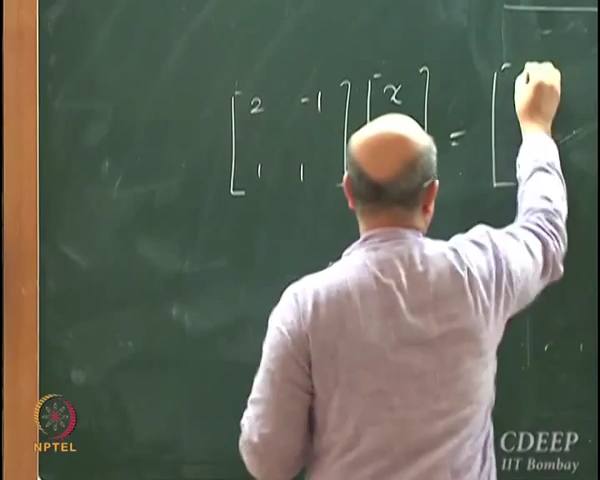 2 -1 x =
1 1
NPTEL
CDEEP
IIT Bombay